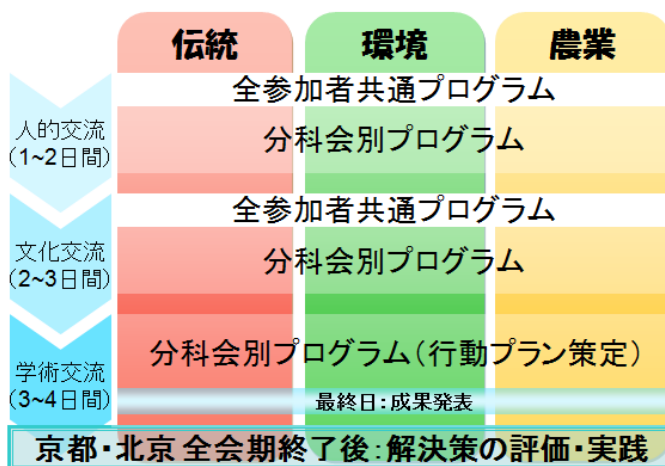 伝統 環境 農業
全参加者共通プログラム
人的交流
(1~2日間)
分科会別プログラム
全参加者共通プログラム
文化交流
(2~3日間)
分科会別プログラム
学術交流
(3~4日間)
分科会別プログラム(行動プラン策定)
最終日:成果発表
京都・北京 全会期終了後:解決策の評価・実践